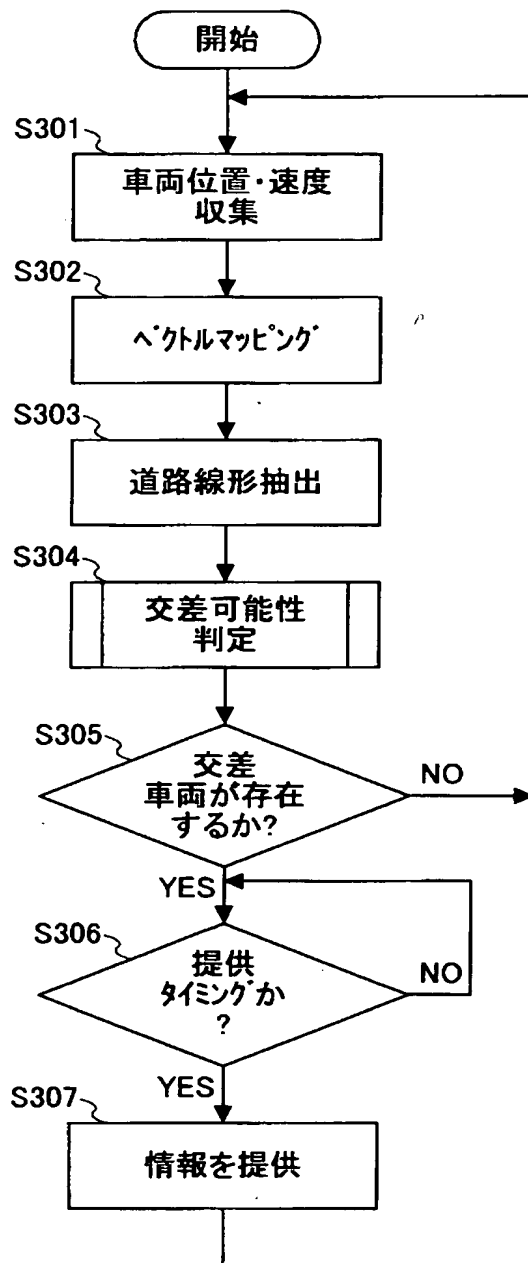 開始
S301
車両位置・速度
収集
S302
ベクトルマッピング
S303
道路線形抽出
S304
交差可能性
判定
S305
交差
車両が存在
するか?
NO
YES
S306
提供
タイミングか
?
NO
YES
S307
情報を提供